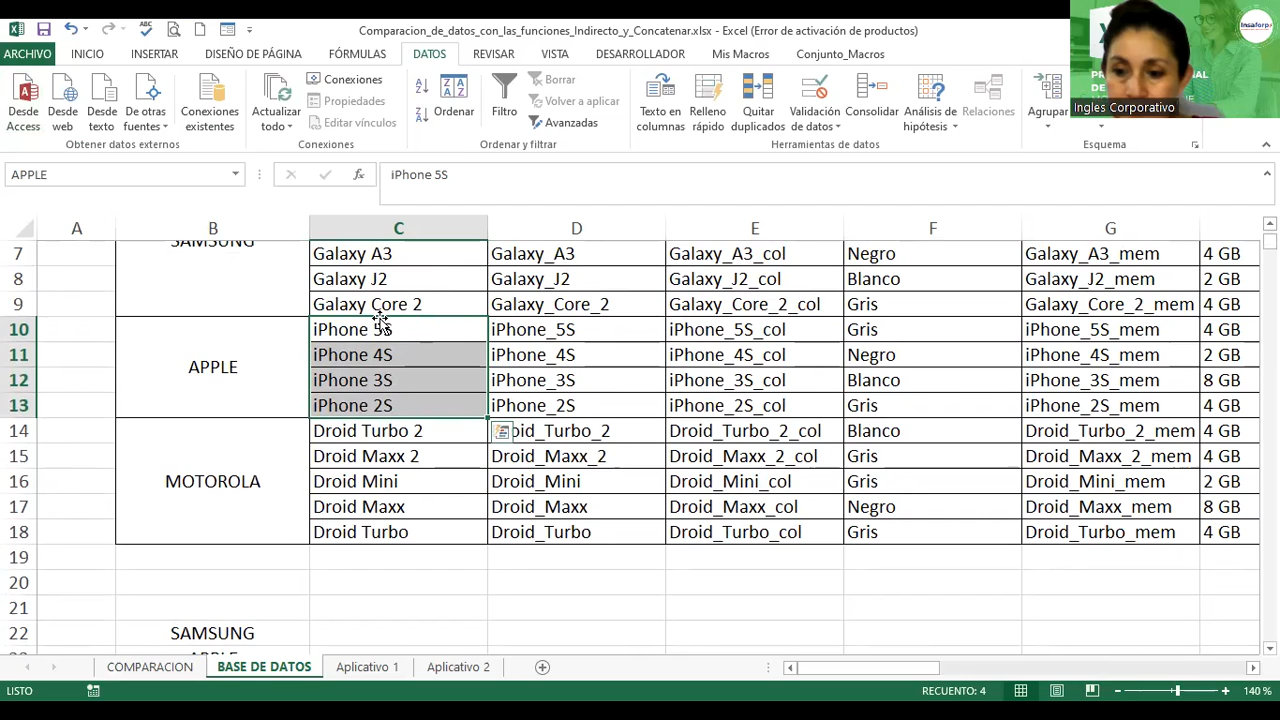 Comparacion_de_datos_con_las_funciones_Indirecto_y_Concatenar.xlsx - Excel (Error de activación de productos)
ARCHIVO INICIO INSERTAR DISEÑO DE PÁGINA FÓRMULAS DATOS REVISAR VISTA DESARROLLADOR Mis Macros Conjunto_Macros
Insaforp
Ingles Corporativo
Desde Access
Desde web
Desde texto
De otras fuentes
Conexiones existentes
Actualizar todo
Conexiones
Propiedades
Editar vínculos
Ordenar
Filtro
Borrar
Volver a aplicar
Avanzadas
Texto en columnas
Relleno rápido
Quitar duplicados
Validación de datos
Consolidar
Análisis de hipótesis
Relaciones
Agrupar
Obtener datos externos Conexiones Ordenar y filtrar Herramientas de datos Esquema
APPLE fx iPhone 5S
A B C D E F G
7 SAMSUNG Galaxy A3 Galaxy_A3 Galaxy_A3_col Negro Galaxy_A3_mem 4 GB
8 Galaxy J2 Galaxy_J2 Galaxy_J2_col Blanco Galaxy_J2_mem 2 GB
9 Galaxy Core 2 Galaxy_Core_2 Galaxy_Core_2_col Gris Galaxy_Core_2_mem 4 GB
10 iPhone 5S iPhone_5S iPhone_5S_col Gris iPhone_5S_mem 4 GB
11 APPLE iPhone 4S iPhone_4S iPhone_4S_col Negro iPhone_4S_mem 2 GB
12 iPhone 3S iPhone_3S iPhone_3S_col Blanco iPhone_3S_mem 8 GB
13 iPhone 2S iPhone_2S iPhone_2S_col Gris iPhone_2S_mem 4 GB
14 Droid Turbo 2 oid_Turbo_2 Droid_Turbo_2_col Blanco Droid_Turbo_2_mem 4 GB
15 Droid Maxx 2 Droid_Maxx_2 Droid_Maxx_2_col Gris Droid_Maxx_2_mem 4 GB
16 MOTOROLA Droid Mini Droid_Mini Droid_Mini_col Gris Droid_Mini_mem 2 GB
17 Droid Maxx Droid_Maxx Droid_Maxx_col Negro Droid_Maxx_mem 8 GB
18 Droid Turbo Droid_Turbo Droid_Turbo_col Gris Droid_Turbo_mem 4 GB
19
20
21
22 SAMSUNG
COMPARACION BASE DE DATOS Aplicativo 1 Aplicativo 2
LISTO RECUENTO: 4 140 %